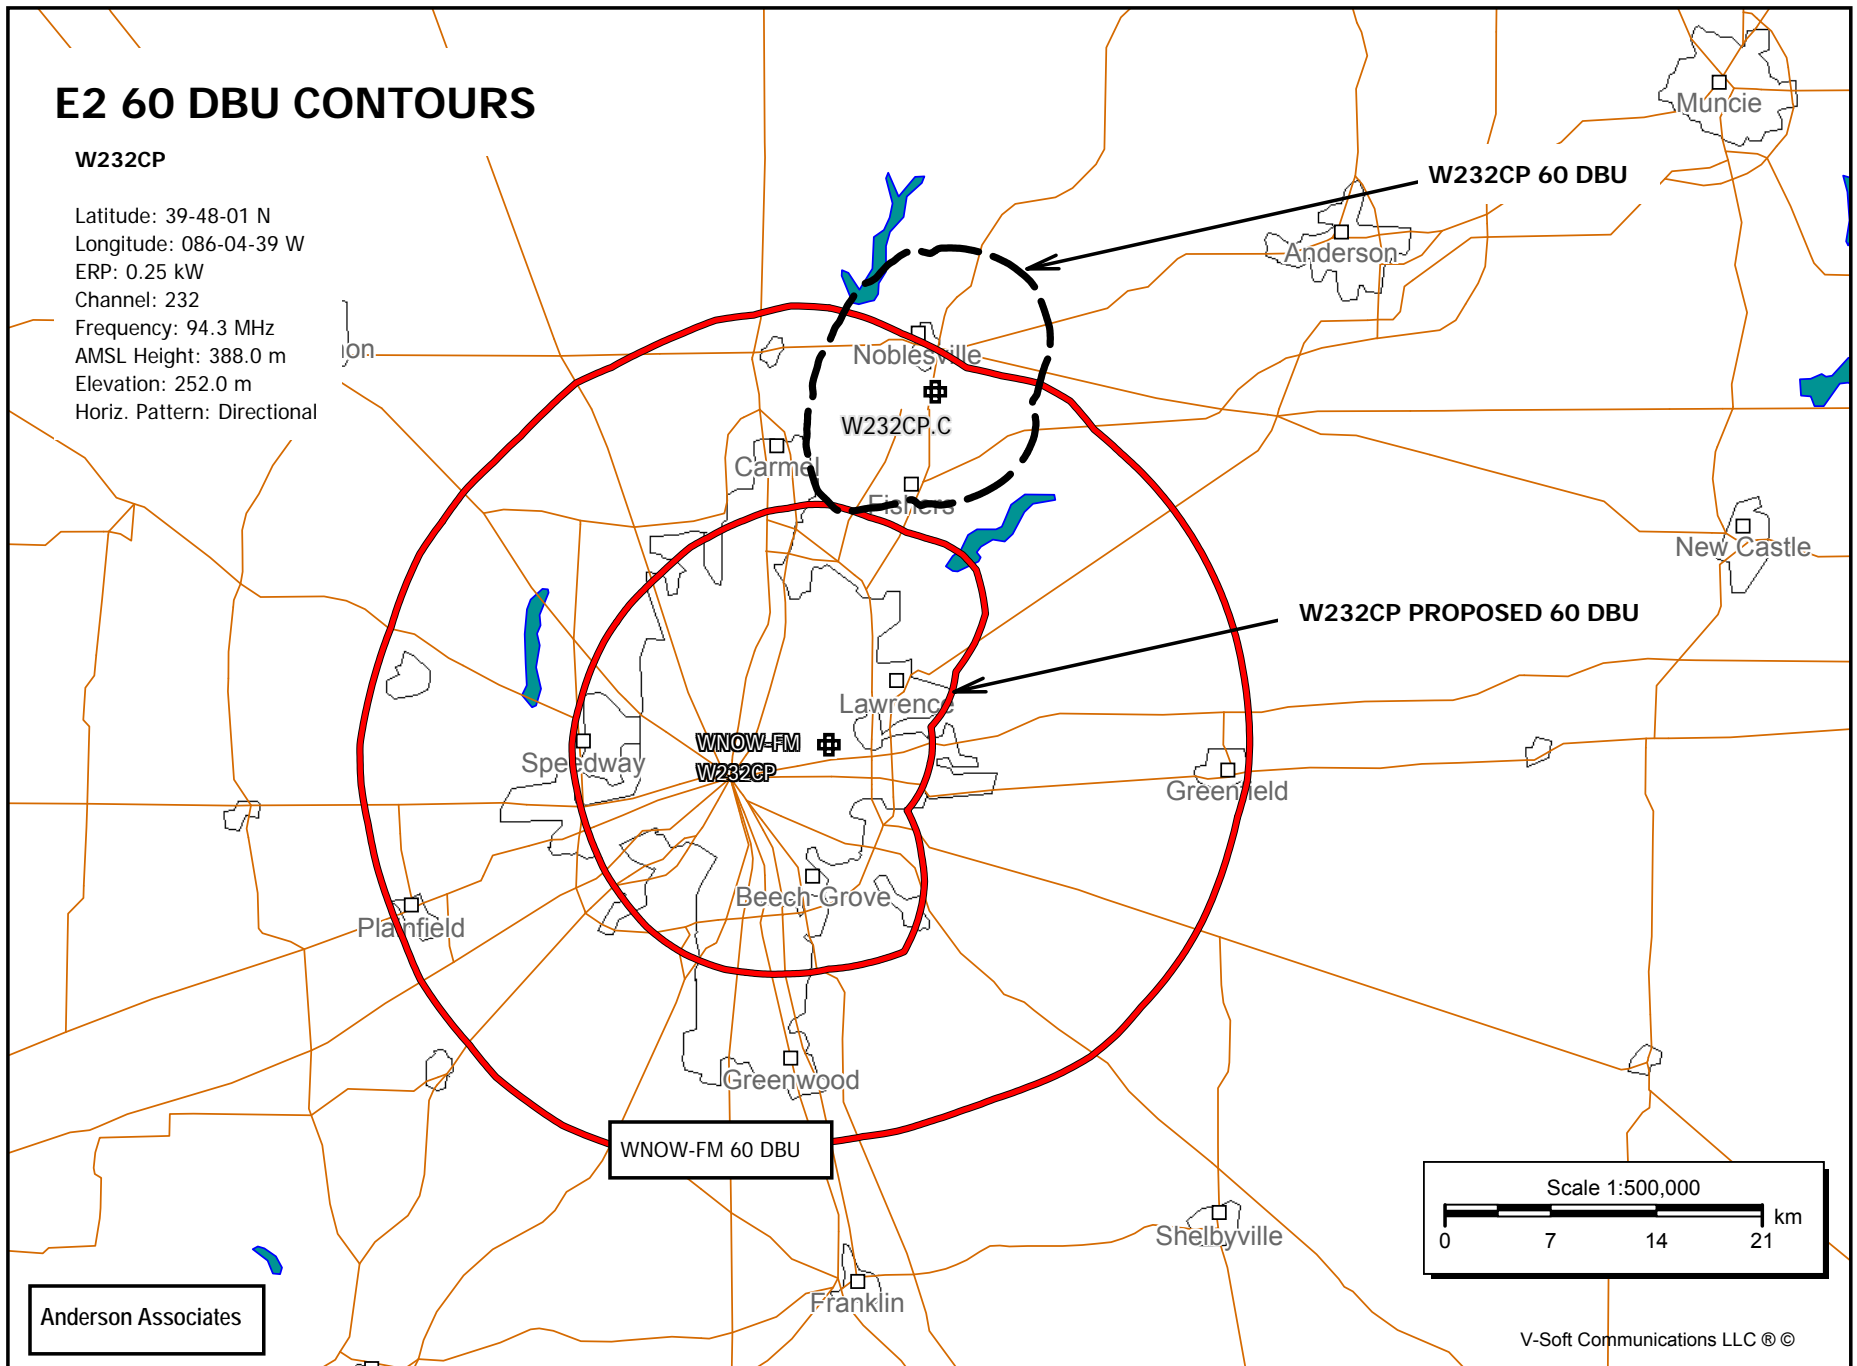 E2 60 DBU CONTOURS
W232CP
Latitude: 39-48-01 N
Longitude: 086-04-39 W
ERP: 0.25 kW
Channel: 232
Frequency: 94.3 MHz
AMSL Height: 388.0 m
Elevation: 252.0 m
Horiz. Pattern: Directional
Muncie
W232CP 60 DBU
Anderson
ion
Noblesville
W232CP.C
Carmel
Fishers
New Castle
W232CP PROPOSED 60 DBU
Lawrence
WNOW-FM
W232CP
Speedway
Greenfield
Beech Grove
Plainfield
Greenwood
WNOW-FM 60 DBU
Scale 1:500,000
km
0 7 14 21
Shelbyville
Franklin
Anderson Associates
V-Soft Communications LLC ® ©